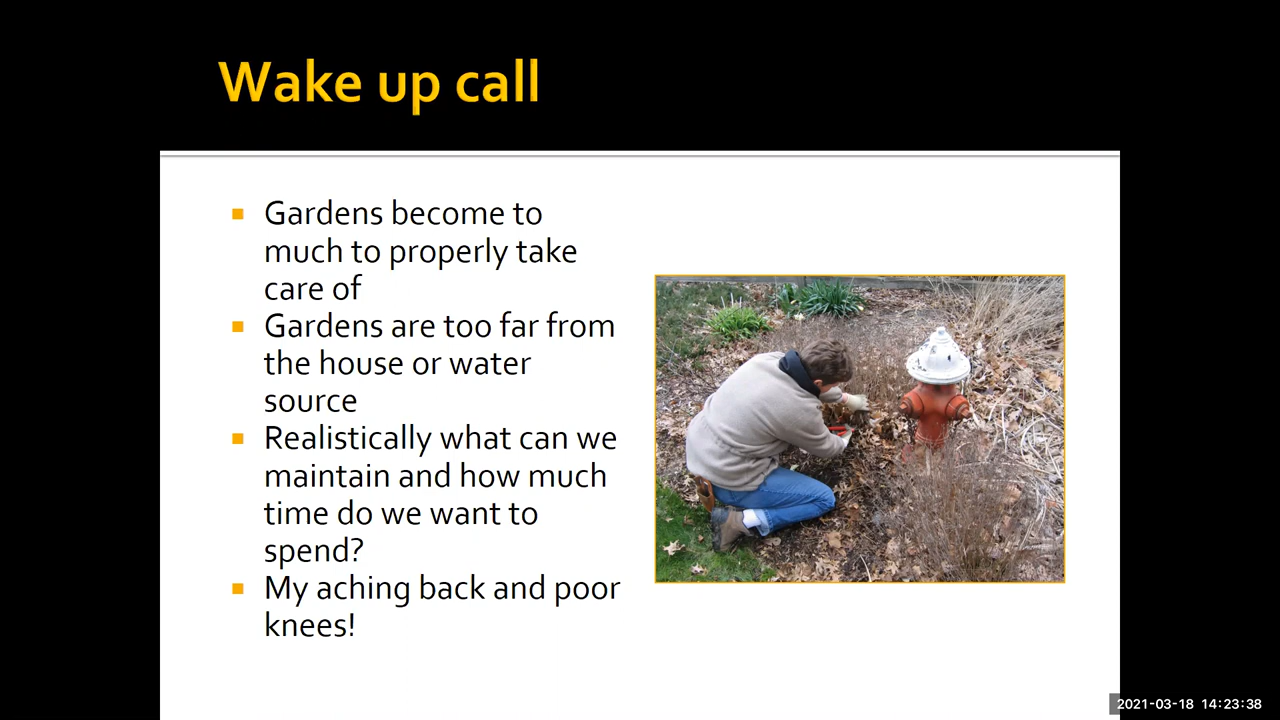 Wake up call
Gardens become to
much to properly take
care of
Gardens are too far from
the house or water
source
Realistically what can we
maintain and how much
time do we want to
spend?
My aching back and poor
knees!
2021-03-18 14:23:38